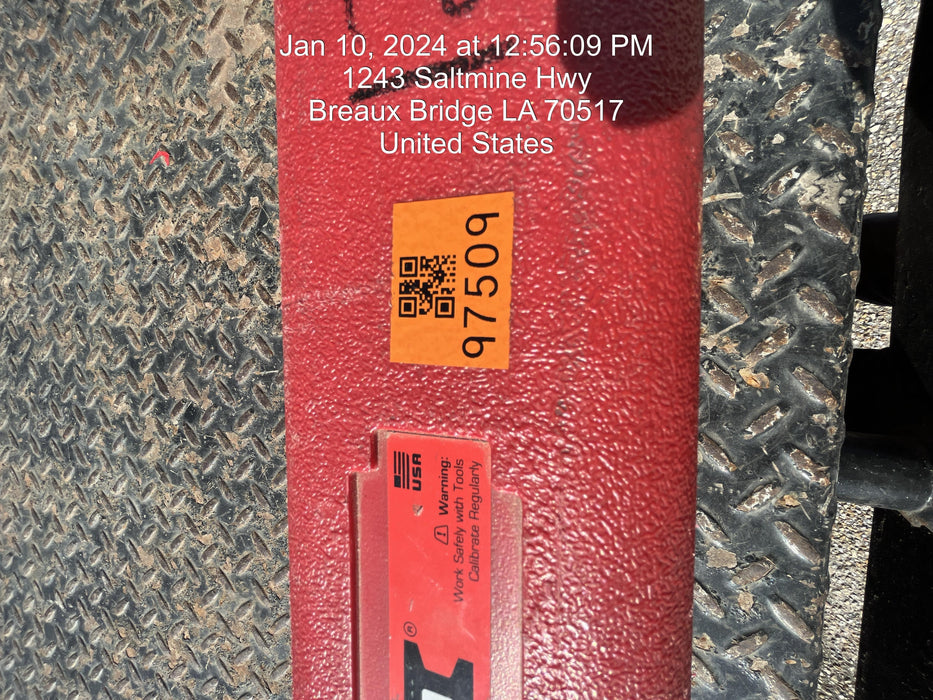 Jan 10, 2024 at 12:56:09 PM
1243 Saltmine Hwy
Breaux Bridge LA 70517
United States
97509
USA
Warning:
Work Safely with Tools
Calibrate Regularly
®